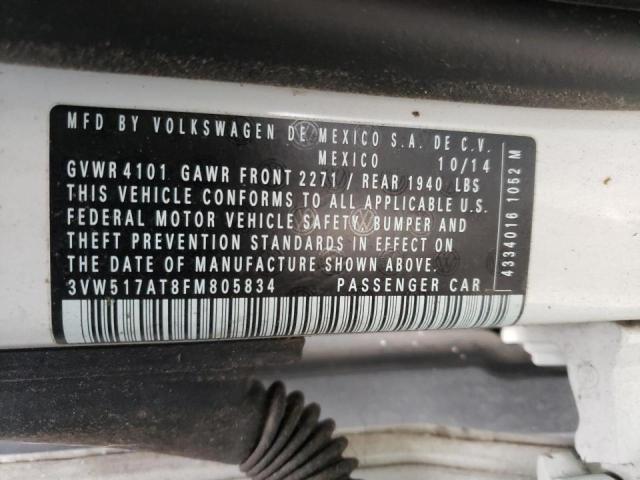 MFD BY VOLKSWAGEN DE MEXICO S.A. DE C.V.
MEXICO 10/14
GVWR 4101 GAWR FRONT 2271 / REAR 1940 LBS
THIS VEHICLE CONFORMS TO ALL APPLICABLE U.S.
FEDERAL MOTOR VEHICLE SAFETY, BUMPER AND
THEFT PREVENTION STANDARDS IN EFFECT ON
THE DATE OF MANUFACTURE SHOWN ABOVE.
3VW517AT8FM805834 PASSENGER CAR
4334016 1052 M